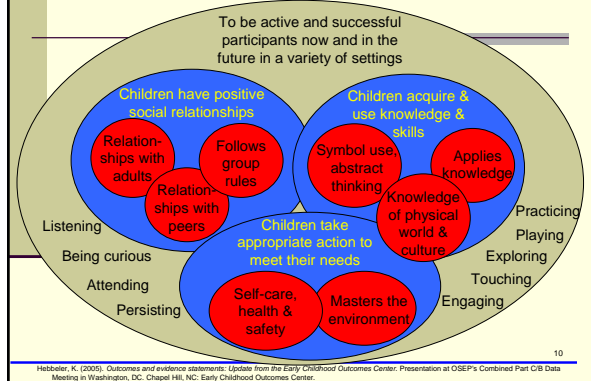 To be active and successful
participants now and in the
future in a variety of settings
Children have positive
social relationships
Relation-
ships with
adults
Follows
group
rules
Relation-
ships with
peers
Children acquire &
use knowledge &
skills
Symbol use,
abstract
thinking
Applies
knowledge
Knowledge
of physical
world &
culture
Children take
appropriate action to
meet their needs
Self-care,
health &
safety
Masters the
environment
Listening
Being curious
Attending
Persisting
Practicing
Playing
Exploring
Touching
Engaging
10
Hebbeler, K. (2005). Outcomes and evidence statements: Update from the Early Childhood Outcomes Center. Presentation at OSEP's Combined Part C/B Data
Meeting in Washington, DC. Chapel Hill, NC: Early Childhood Outcomes Center.